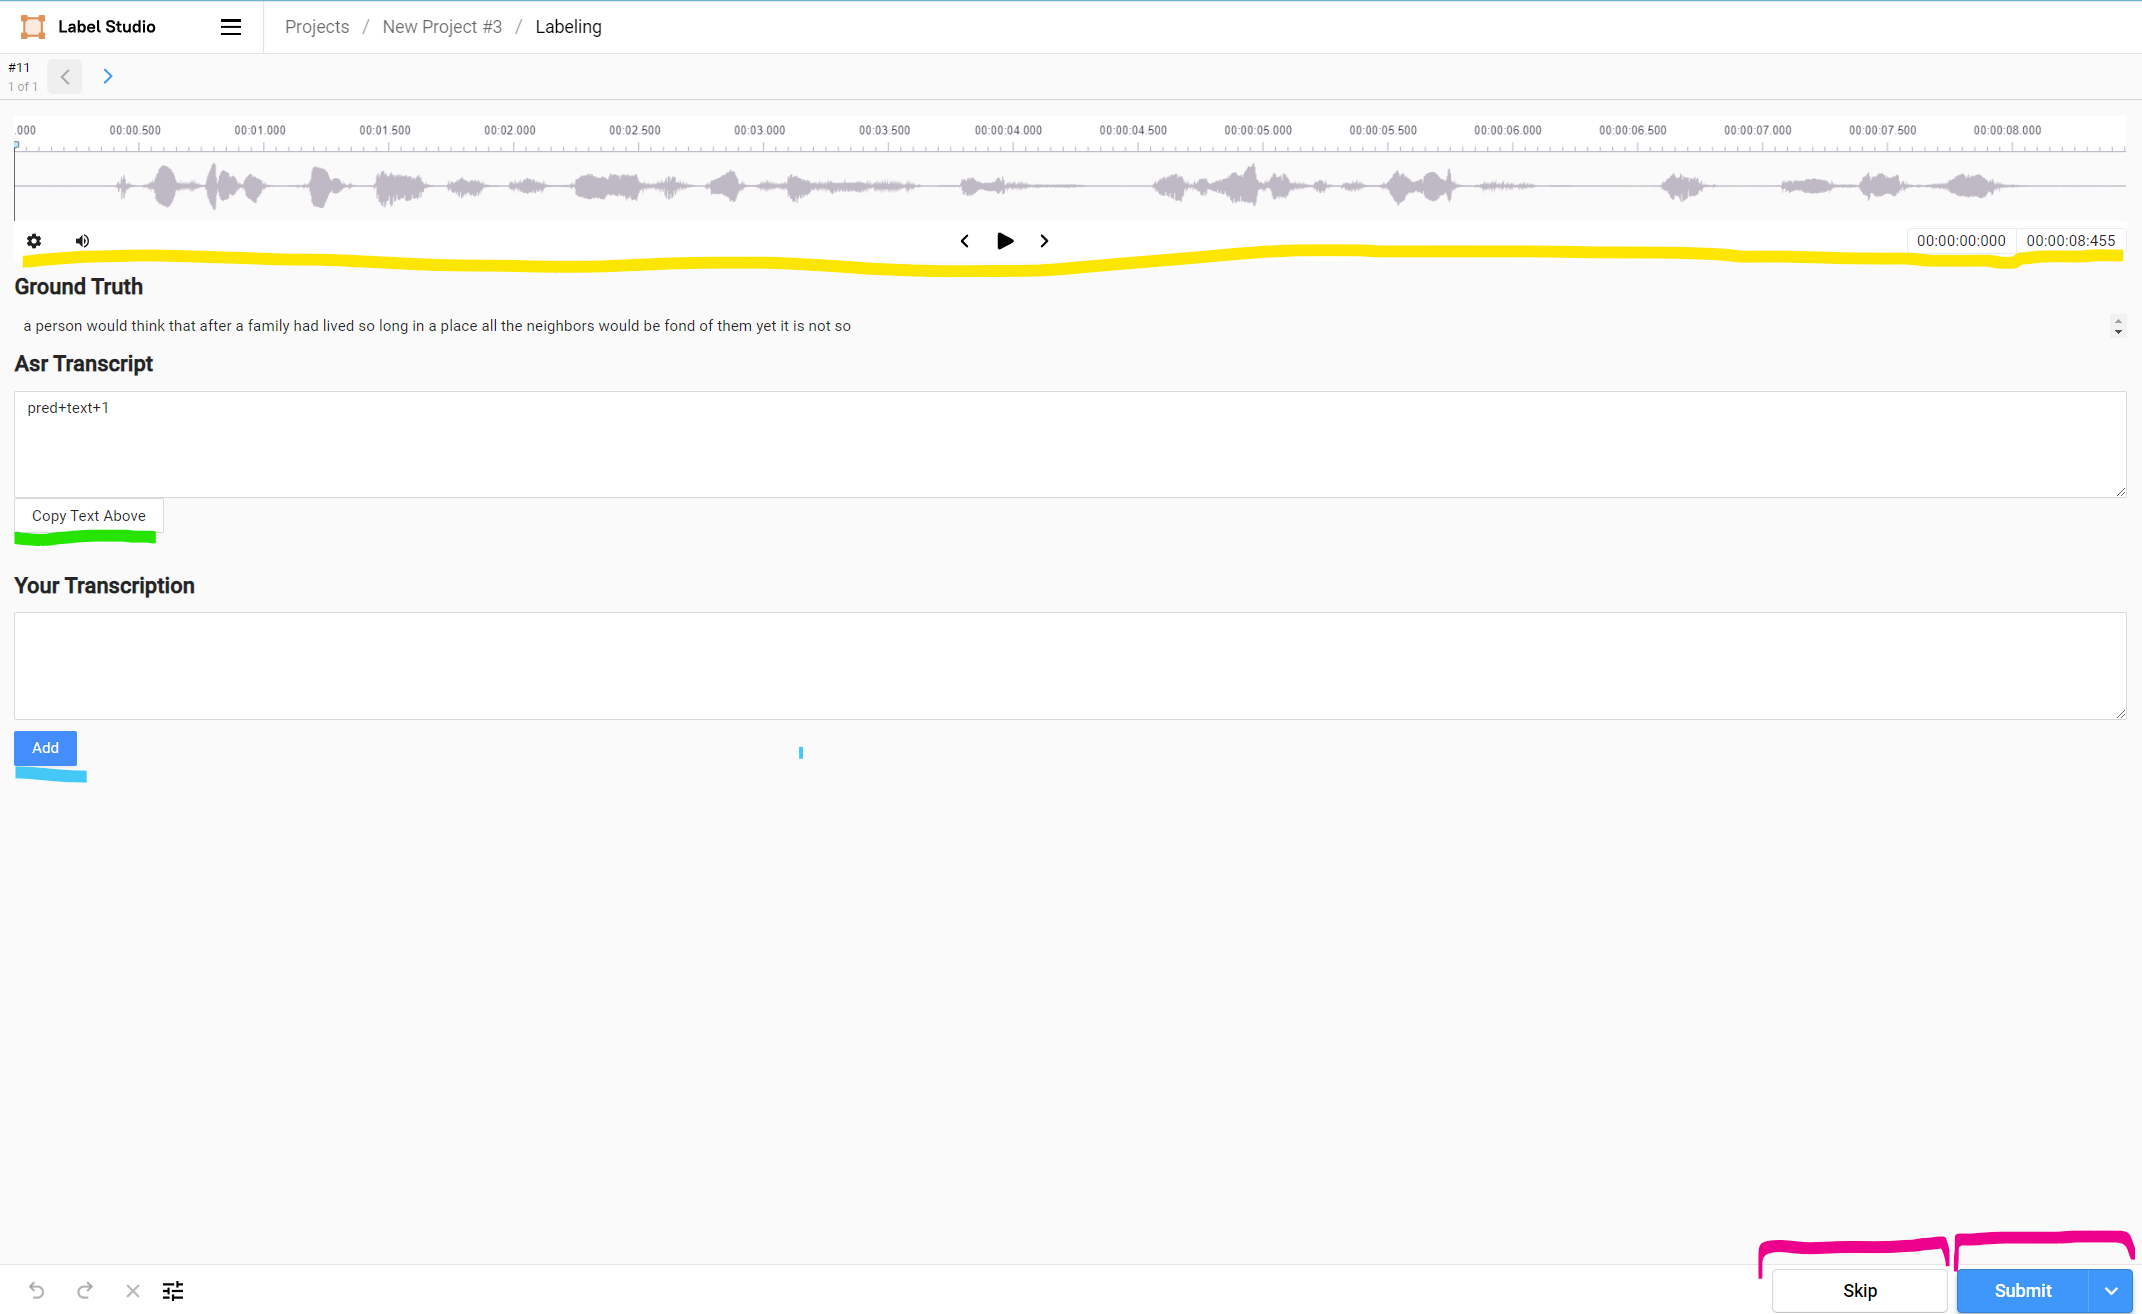 Label Studio
Projects / New Project #3 / Labeling
#11
1 of 1
.000 00:00.500 00:01.000 00:01.500 00:02.000 00:02.500 00:03.000 00:03.500 00:00:04.000 00:00:04.500 00:00:05.000 00:00:05.500 00:00:06.000 00:00:06.500 00:00:07.000 00:00:07.500 00:00:08.000
00:00:00:000 00:00:08:455
Ground Truth
a person would think that after a family had lived so long in a place all the neighbors would be fond of them yet it is not so
Asr Transcript
pred+text+1
Copy Text Above
Your Transcription
Add
Skip Submit